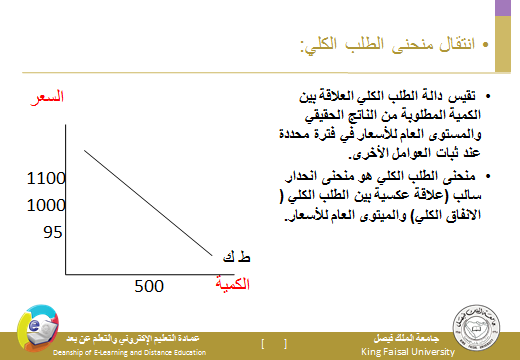 • انتقال منحنى الطلب الكلي:
• تقيس دالة الطلب الكلي العلاقة بين
الكمية المطلوبة من الناتج الحقيقي
والمستوى العام للأسعار في فترة محددة
عند ثبات العوامل الأخرى.
• منحنى الطلب الكلي هو منحنى انحدار
سالب (علاقة عكسية بين الطلب الكلي (
الانفاق الكلي) والميتوى العام للأسعار.
السعر
1100
1000
95
ط ك
500
الكمية
جامعة الملك فيصل
King Faisal University
[ ]
عمادة التعليم الإلكتروني والتعلم عن بعد
Deanship of E-Learning and Distance Education